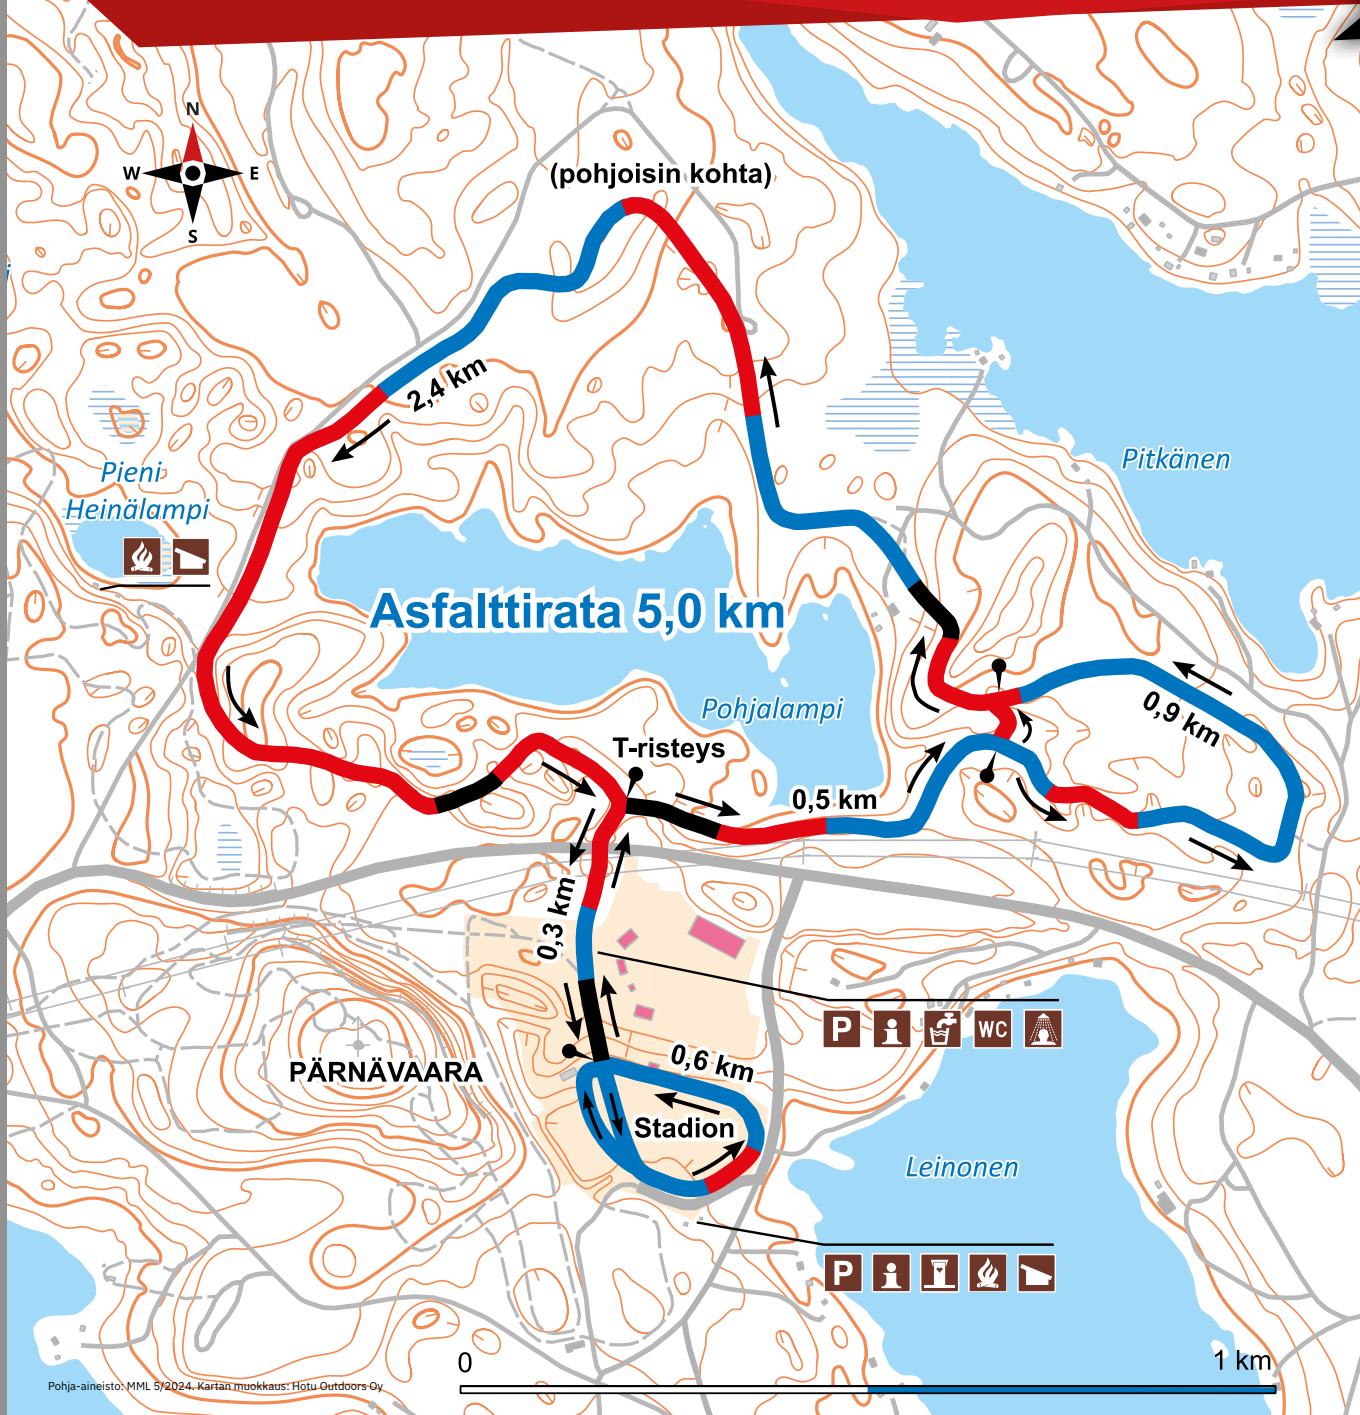 N
W E
S
(pohjoisin kohta)
2,4 km
Pieni
Heinälampi
Pitkänen
Asfalttirata 5,0 km
Pohjalampi
0,9 km
T-risteys
0,5 km
0,3 km
P WC
PÄRNÄVAARA
0,6 km
Stadion
Leinonen
P
0 1 km
Pohja-aineisto: MML 5/2024. Kartan muokkaus: Hotu Outdoors Oy